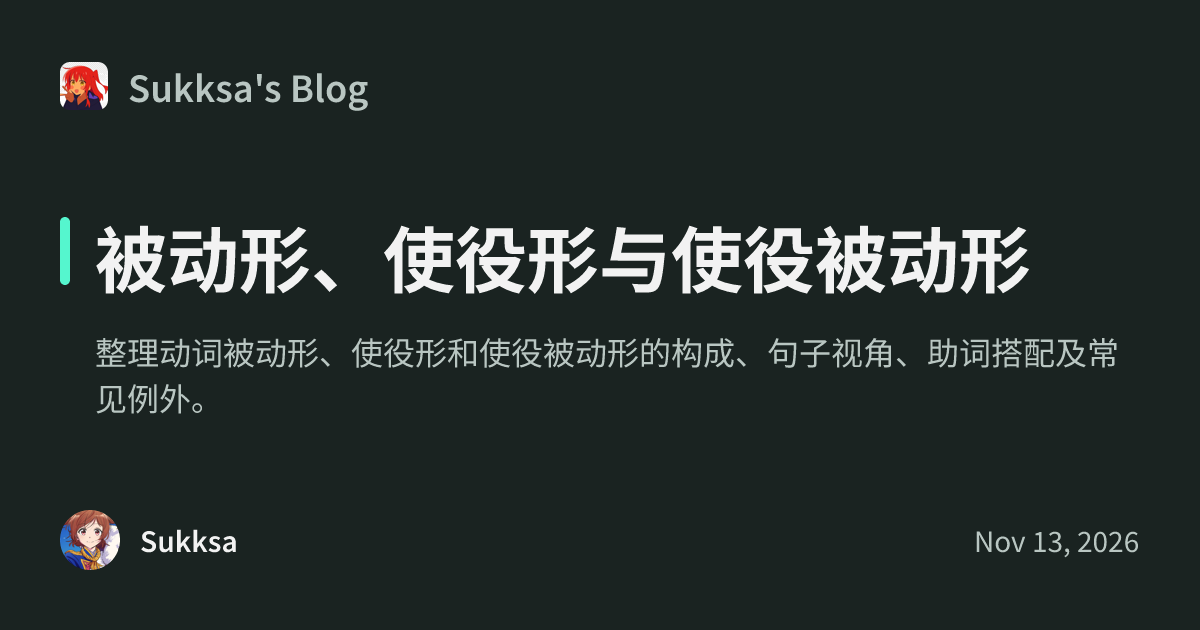 Sukksa's Blog
被动形、使役形与使役被动形
整理动词被动形、使役形和使役被动形的构成、句子视角、助词搭配及常
见例外。
Sukksa
Nov 13, 2026